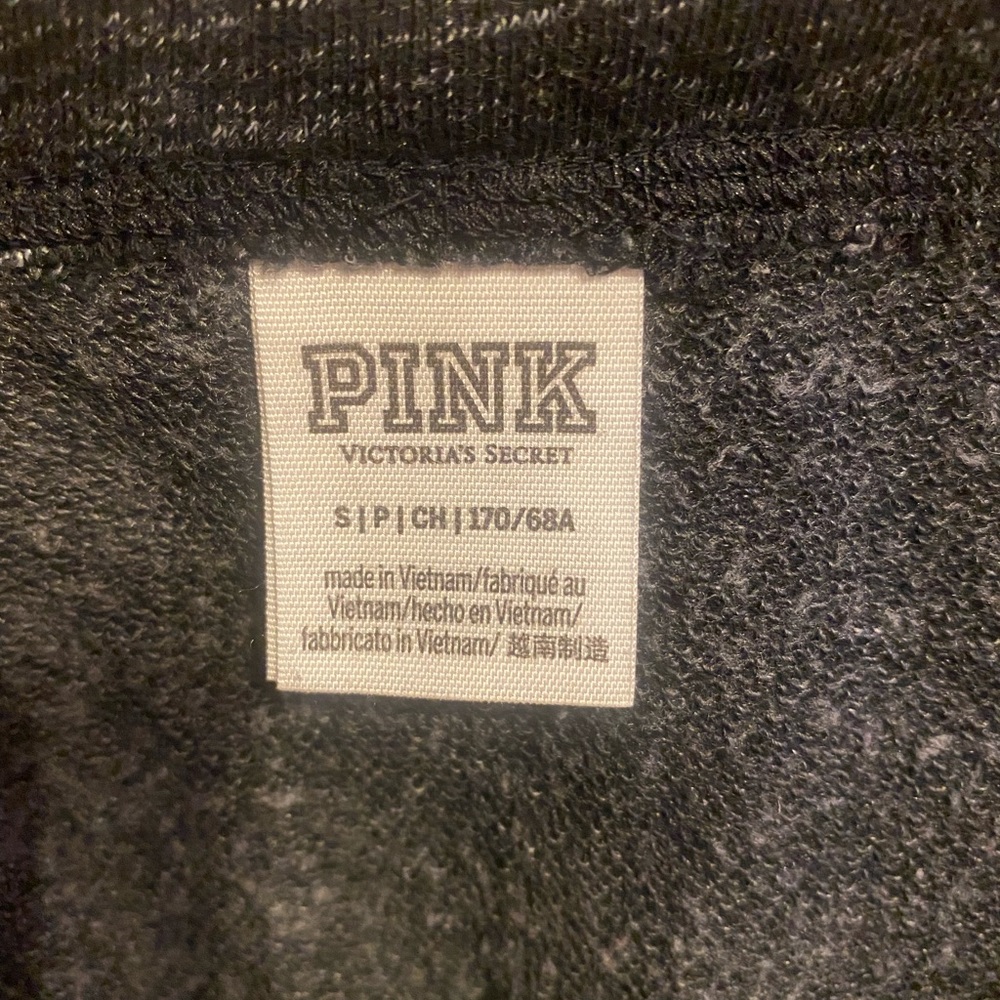 PINK
VICTORIA'S SECRET
S|P|CH|170/68A
made in Vietnam/fabriqué au
Vietnam/hecho en Vietnam/
fabbricato in Vietnam/ 越南制造